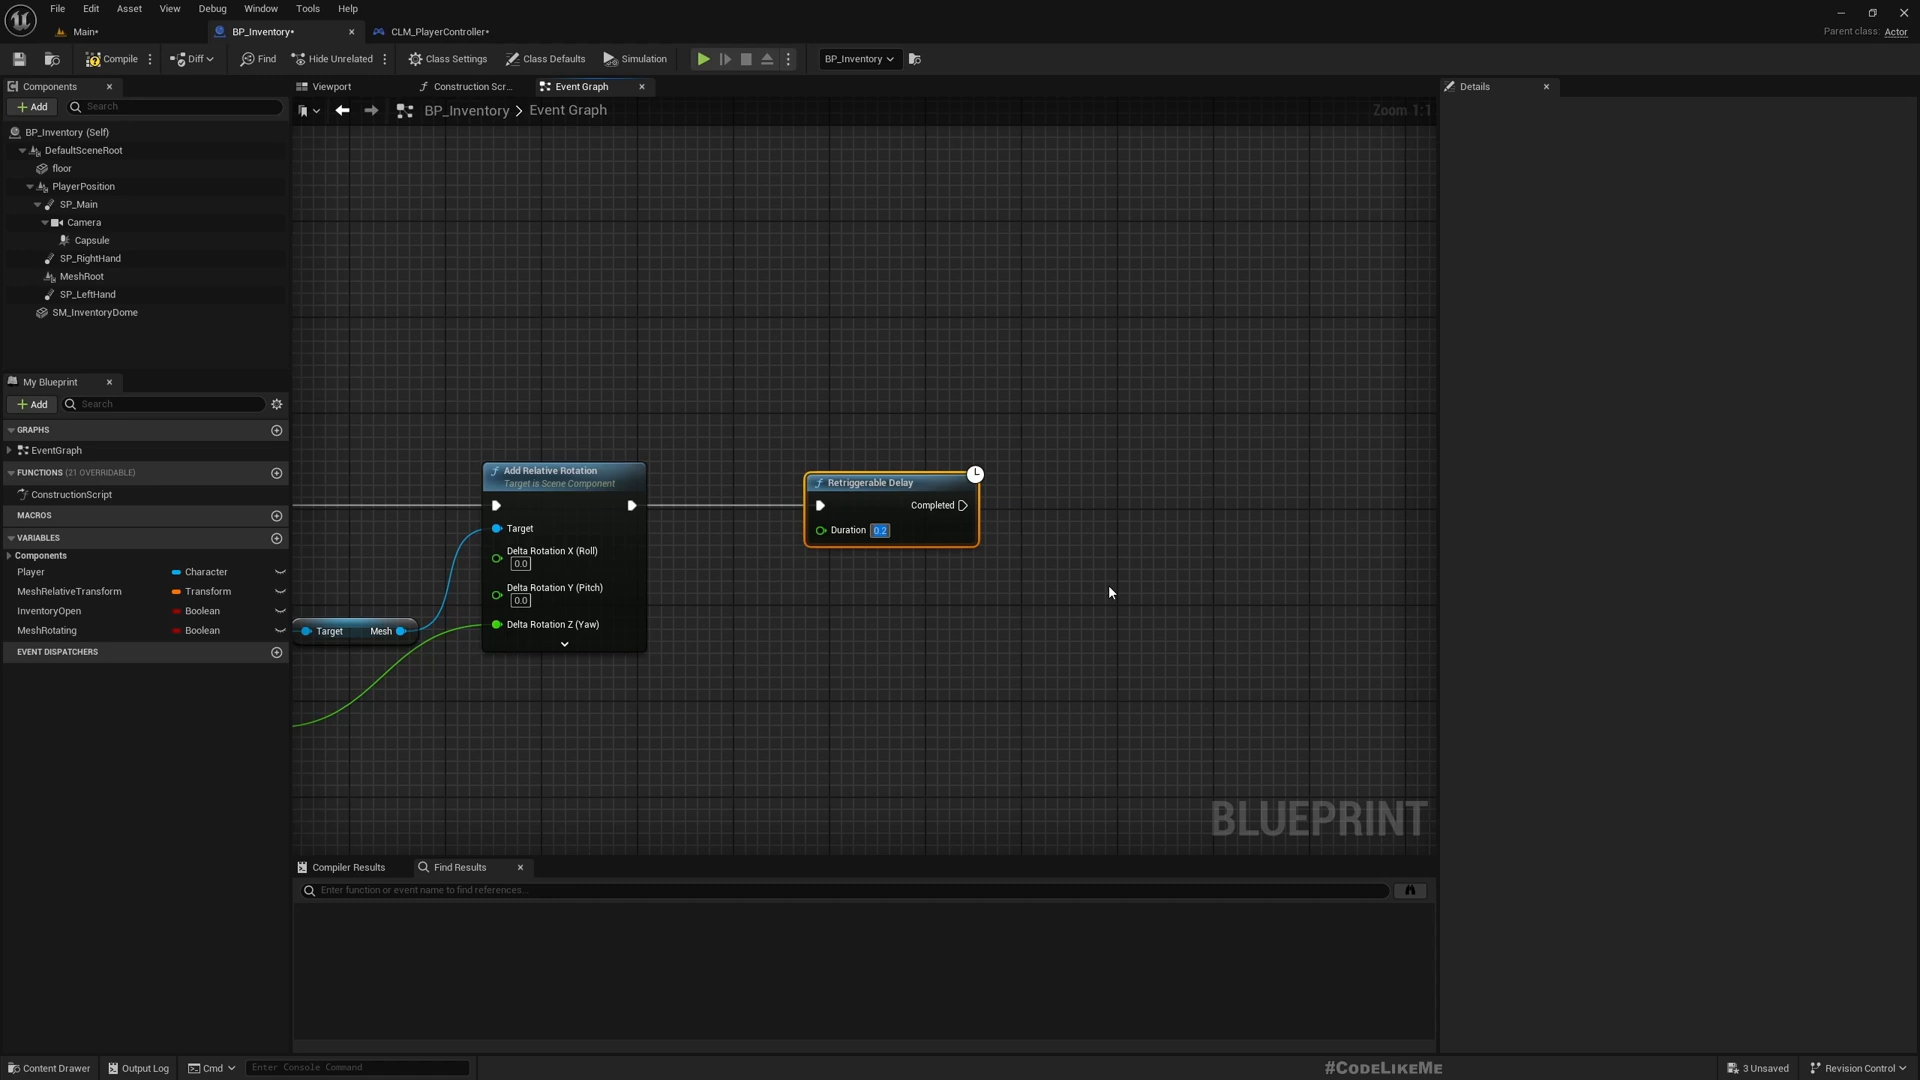 File Edit Asset View Debug Window Tools Help
Main* BP_Inventory* CLM_PlayerController*
Parent class: Actor
Compile Diff Find Hide Unrelated Class Settings Class Defaults Simulation BP_Inventory
Components
Add Search
BP_Inventory (Self)
DefaultSceneRoot
floor
PlayerPosition
SP_Main
Camera
Capsule
SP_RightHand
MeshRoot
SP_LeftHand
SM_InventoryDome
My Blueprint
Add Search
GRAPHS
EventGraph
FUNCTIONS (21 OVERRIDABLE)
ConstructionScript
MACROS
VARIABLES
Components
Player Character
MeshRelativeTransform Transform
InventoryOpen Boolean
MeshRotating Boolean
EVENT DISPATCHERS
Viewport Construction Scr... Event Graph
BP_Inventory > Event Graph
Zoom 1:1
Add Relative Rotation
Target is Scene Component
Target
Delta Rotation X (Roll)
0.0
Delta Rotation Y (Pitch)
0.0
Delta Rotation Z (Yaw)
Target Mesh
Retriggerable Delay
Completed
Duration 0.2
BLUEPRINT
Compiler Results Find Results
Enter function or event name to find references...
Details
Content Drawer Output Log Cmd Enter Console Command
#CodeLikeMe
3 Unsaved Revision Control